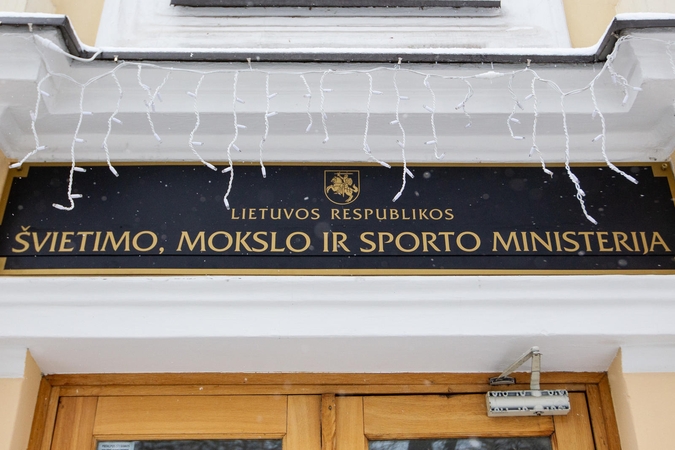 LIETUVOS RESPUBLIKOS
ŠVIETIMO, MOKSLO IR SPORTO MINISTERIJA